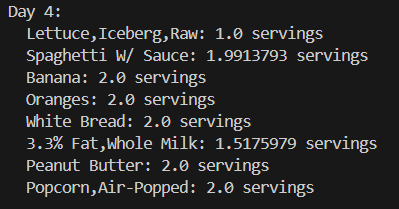 Day 4:
Lettuce,Iceberg,Raw: 1.0 servings
Spaghetti W/ Sauce: 1.9913793 servings
Banana: 2.0 servings
Oranges: 2.0 servings
White Bread: 2.0 servings
3.3% Fat,Whole Milk: 1.5175979 servings
Peanut Butter: 2.0 servings
Popcorn,Air-Popped: 2.0 servings